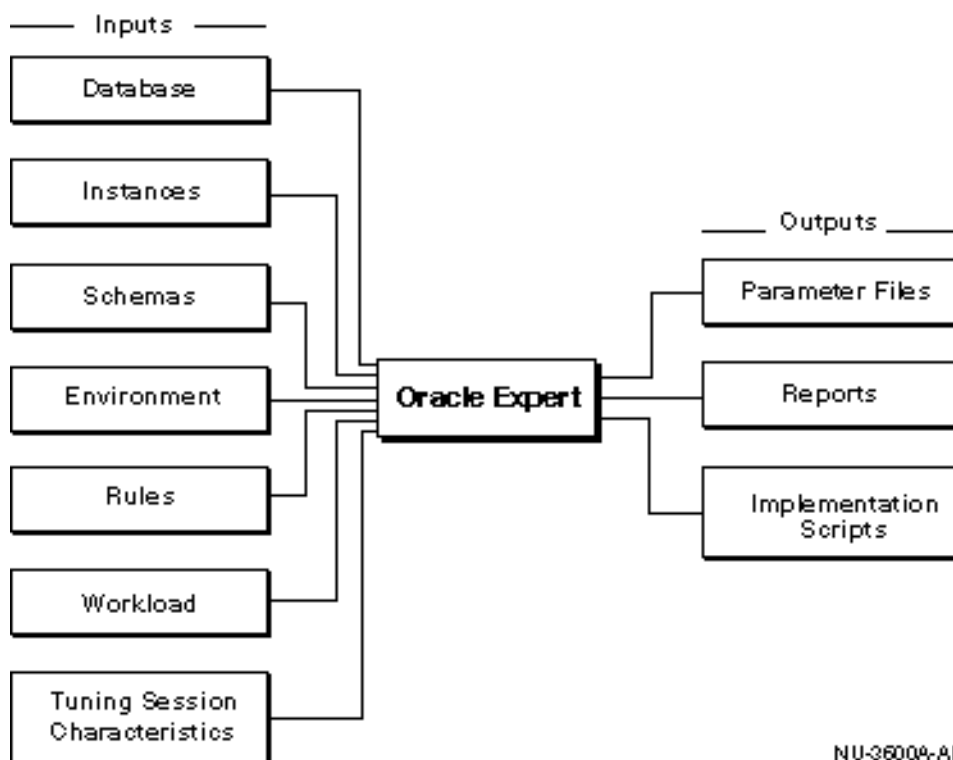 Inputs
Database
Instances
Schemas
Environment
Rules
Workload
Tuning Session
Characteristics
Oracle Expert
Outputs
Parameter Files
Reports
Implementation
Scripts